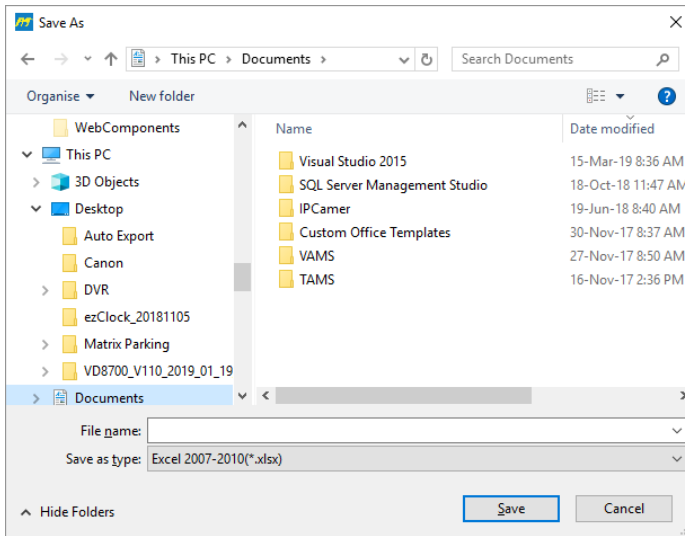 Save As
This PC > Documents >
Search Documents
Organise
New folder
WebComponents
This PC
3D Objects
Desktop
Auto Export
Canon
DVR
ezClock_20181105
Matrix Parking
VD8700_V110_2019_01_19
Documents
Name Date modified
Visual Studio 2015 15-Mar-19 8:36 AM
SQL Server Management Studio 18-Oct-18 11:47 AM
IPCamer 19-Jun-18 8:40 AM
Custom Office Templates 30-Nov-17 8:37 AM
VAMS 27-Nov-17 8:50 AM
TAMS 16-Nov-17 2:36 PM
File name:
Save as type: Excel 2007-2010(*.xlsx)
Hide Folders
Save
Cancel